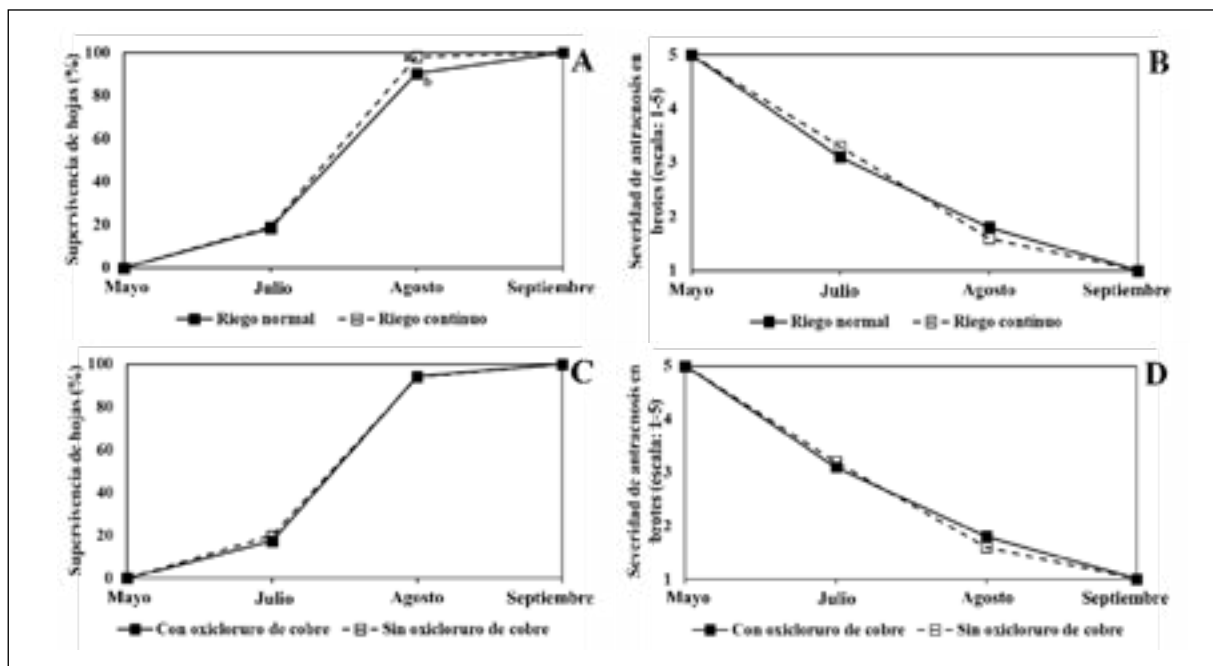 Supervivencia de hojas (%)
100
80
60
40
20
0
A
a
b
Mayo Julio Agosto Septiembre
Riego normal Riego continuo
Severidad de antracnosis en
brotes (escala: 1-5)
5
4
3
2
1
B
Mayo Julio Agosto Septiembre
Riego normal Riego continuo
Supervivencia de hojas (%)
100
80
60
40
20
0
C
Mayo Julio Agosto Septiembre
Con oxicloruro de cobre Sin oxicloruro de cobre
Severidad de antracnosis en
brotes (escala: 1-5)
5
4
3
2
1
D
Mayo Julio Agosto Septiembre
Con oxicloruro de cobre Sin oxicloruro de cobre